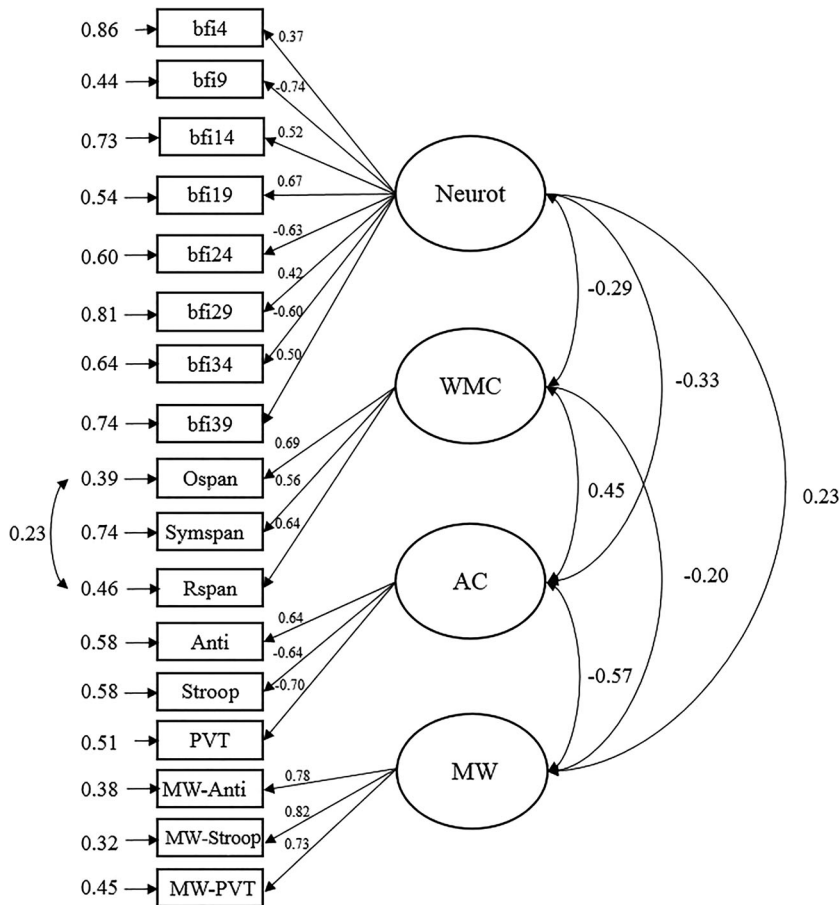 0.86 bfi4 0.37
0.44 bfi9 -0.74
0.73 bfi14 0.52
0.54 bfi19 0.67
0.60 bfi24 -0.63
0.81 bfi29 0.42
0.64 bfi34 -0.60
0.74 bfi39 0.50
0.39 Ospan 0.69
0.74 Symspan 0.56
0.46 Rspan 0.64
0.23
0.58 Anti 0.64
0.58 Stroop -0.64
0.51 PVT -0.70
0.38 MW-Anti 0.78
0.32 MW-Stroop 0.82
0.45 MW-PVT 0.73
Neurot
WMC
AC
MW
-0.29
-0.33
0.45
0.23
-0.20
-0.57